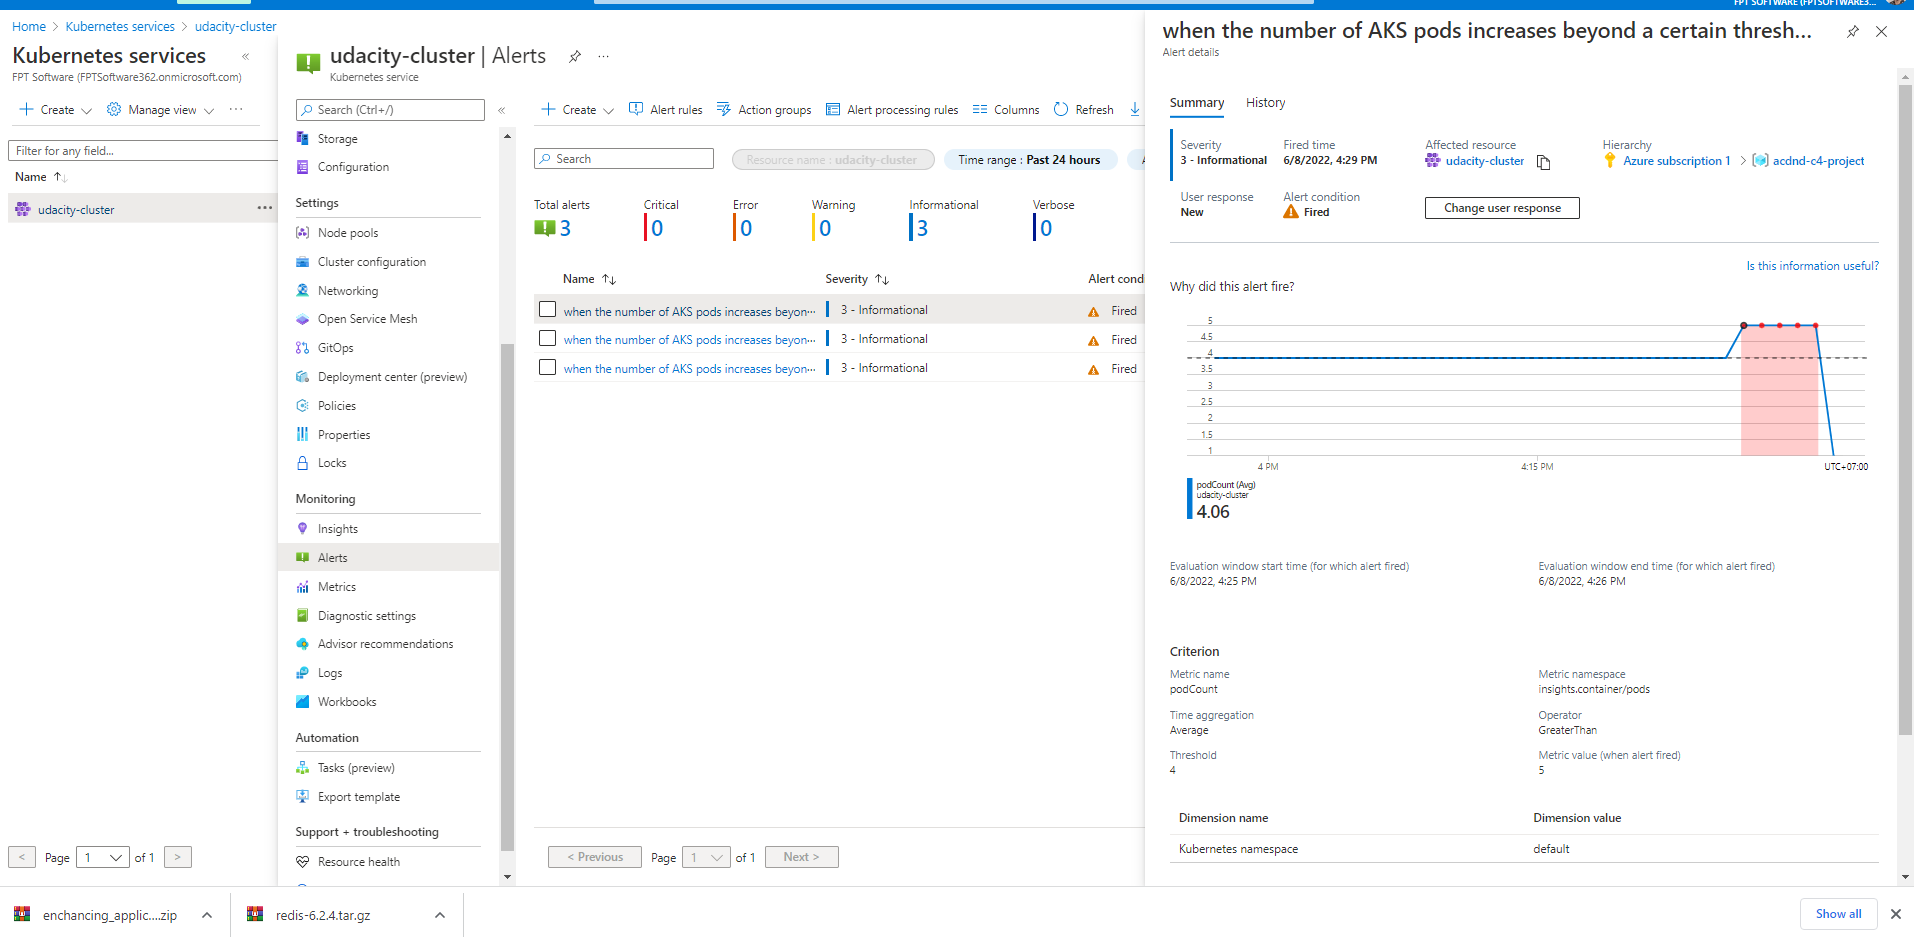 FPT SOFTWARE (FPTSOFTWARE3...
Home > Kubernetes services > udacity-cluster
Kubernetes services «
FPT Software (FPTSoftware362.onmicrosoft.com)
Create Manage view ...
Filter for any field...
Name ↑↓
udacity-cluster ...
< Page 1 of 1 >
udacity-cluster | Alerts ...
Kubernetes service
Search (Ctrl+/) «
Storage
Configuration
Settings
Node pools
Cluster configuration
Networking
Open Service Mesh
GitOps
Deployment center (preview)
Policies
Properties
Locks
Monitoring
Insights
Alerts
Metrics
Diagnostic settings
Advisor recommendations
Logs
Workbooks
Automation
Tasks (preview)
Export template
Support + troubleshooting
Resource health
Create Alert rules Action groups Alert processing rules Columns Refresh
Search Resource name : udacity-cluster Time range : Past 24 hours
Total alerts Critical Error Warning Informational Verbose
3 0 0 0 3 0
Name ↑↓ Severity ↑↓ Alert cond
when the number of AKS pods increases beyon... 3 - Informational Fired
when the number of AKS pods increases beyon... 3 - Informational Fired
when the number of AKS pods increases beyon... 3 - Informational Fired
< Previous Page 1 of 1 Next >
when the number of AKS pods increases beyond a certain thresh...
Alert details
Summary History
Severity Fired time Affected resource Hierarchy
3 - Informational 6/8/2022, 4:29 PM udacity-cluster Azure subscription 1 > acdnd-c4-project
User response Alert condition
New Fired Change user response
Is this information useful?
Why did this alert fire?
5
4.5
4
3.5
3
2.5
2
1.5
1
4 PM 4:15 PM UTC+07:00
podCount (Avg)
udacity-cluster
4.06
Evaluation window start time (for which alert fired) Evaluation window end time (for which alert fired)
6/8/2022, 4:25 PM 6/8/2022, 4:26 PM
Criterion
Metric name Metric namespace
podCount insights.container/pods
Time aggregation Operator
Average GreaterThan
Threshold Metric value (when alert fired)
4 5
Dimension name Dimension value
Kubernetes namespace default
enchancing_applic....zip redis-6.2.4.tar.gz Show all